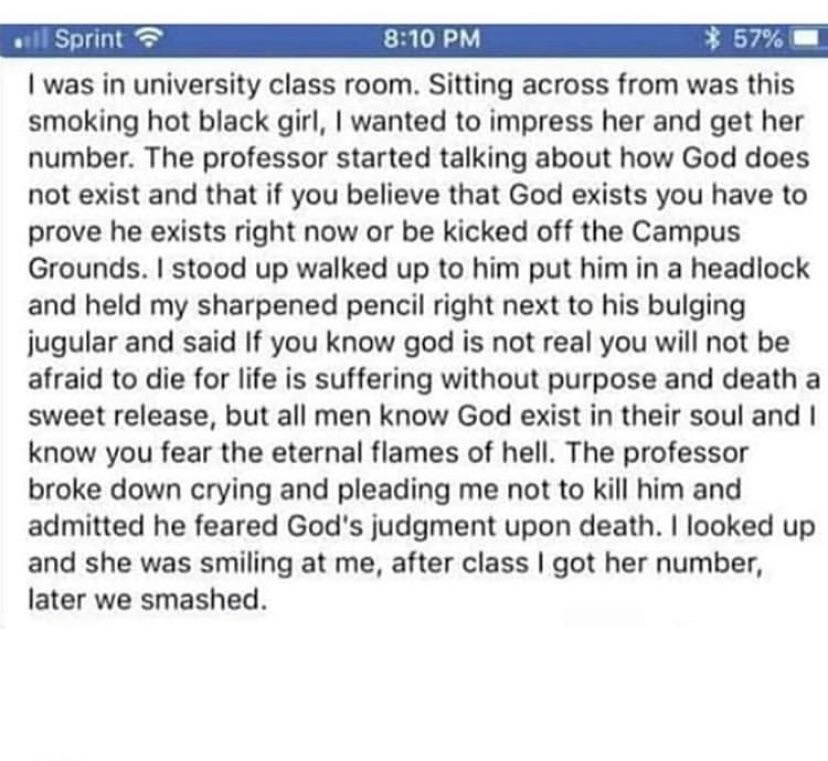 Sprint 8:10 PM 57%
I was in university class room. Sitting across from was this
smoking hot black girl, I wanted to impress her and get her
number. The professor started talking about how God does
not exist and that if you believe that God exists you have to
prove he exists right now or be kicked off the Campus
Grounds. I stood up walked up to him put him in a headlock
and held my sharpened pencil right next to his bulging
jugular and said If you know god is not real you will not be
afraid to die for life is suffering without purpose and death a
sweet release, but all men know God exist in their soul and I
know you fear the eternal flames of hell. The professor
broke down crying and pleading me not to kill him and
admitted he feared God's judgment upon death. I looked up
and she was smiling at me, after class I got her number,
later we smashed.